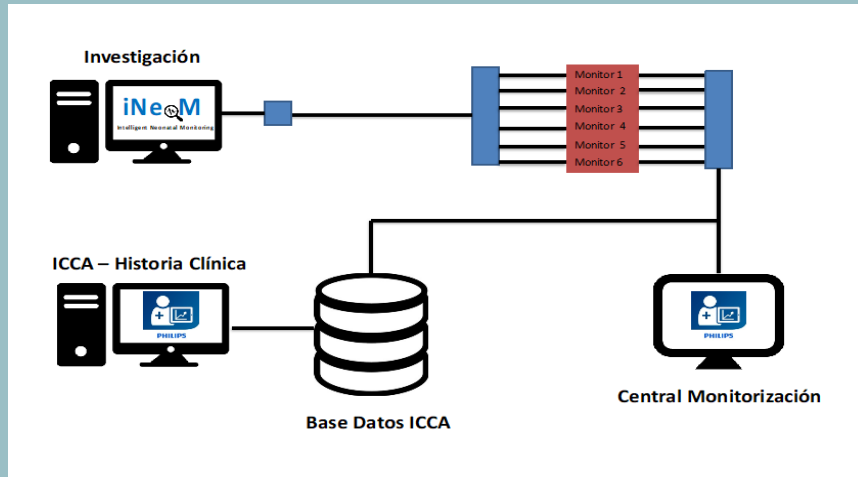 Investigación
iNeoM
Intelligent Neonatal Monitoring
Monitor 1
Monitor 2
Monitor 3
Monitor 4
Monitor 5
Monitor 6
ICCA – Historia Clínica
PHILIPS
Base Datos ICCA
PHILIPS
Central Monitorización